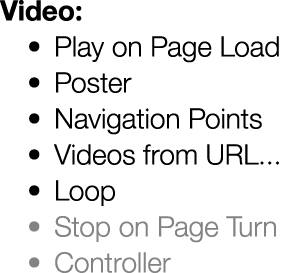 Video:
• Play on Page Load
• Poster
• Navigation Points
• Videos from URL...
• Loop
• Stop on Page Turn
• Controller